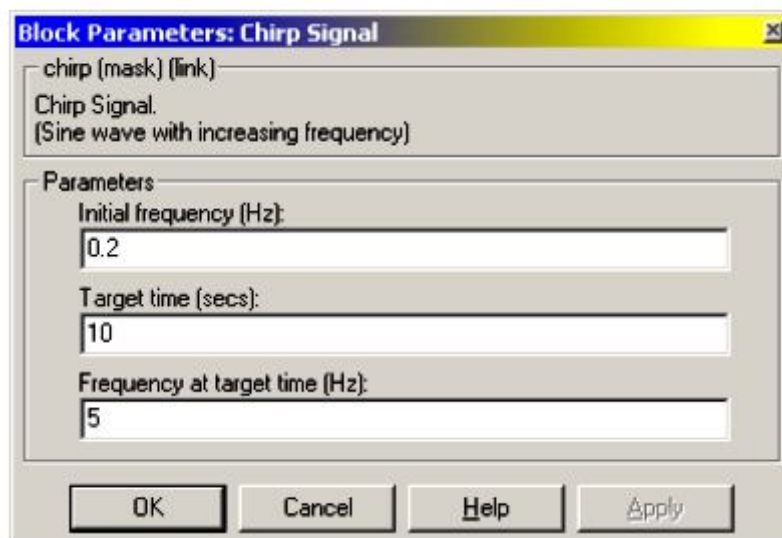 Block Parameters: Chirp Signal
chirp (mask) (link)
Chirp Signal.
(Sine wave with increasing frequency)
Parameters
Initial frequency (Hz):
0.2
Target time (secs):
10
Frequency at target time (Hz):
5
OK Cancel Help Apply